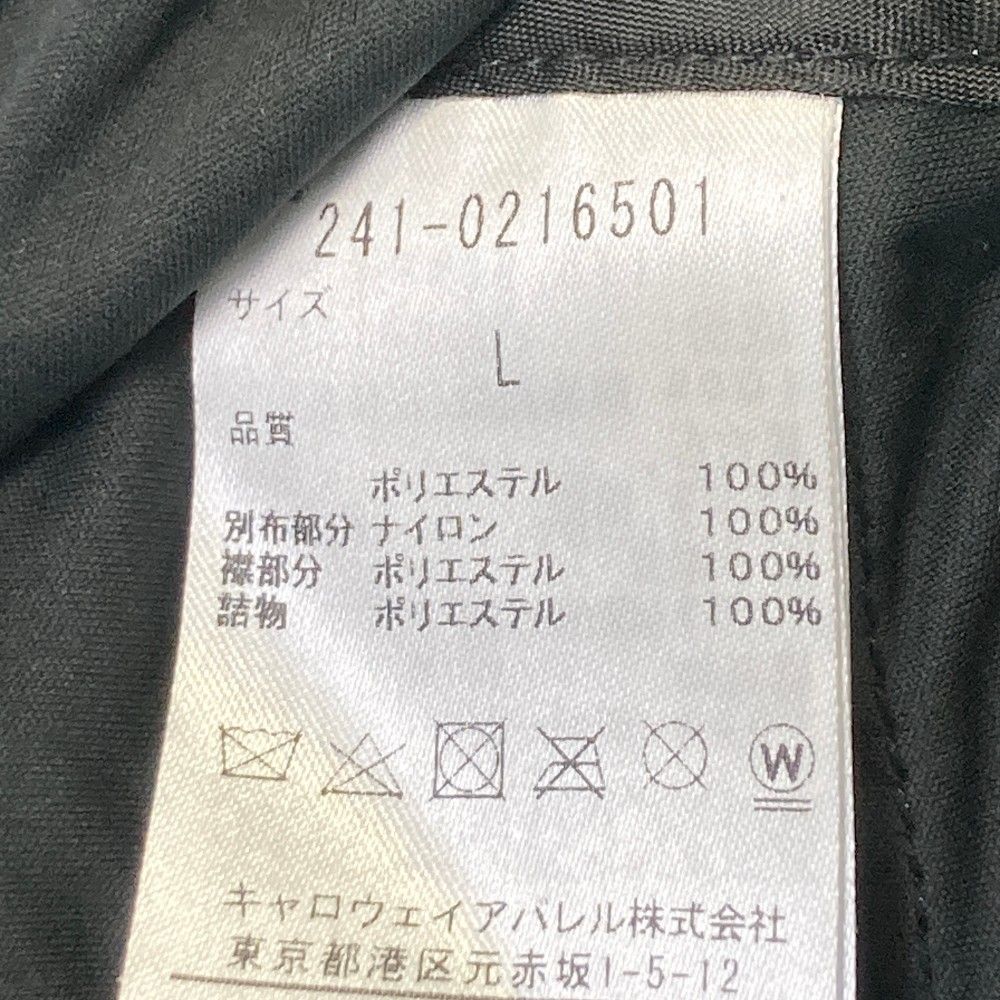 241-0216501
サイズ
L
品質
ポリエステル 100%
別布部分 ナイロン 100%
襟部分 ポリエステル 100%
詰物 ポリエステル 100%
W
キャロウェイアパレル株式会社
東京都港区元赤坂1-5-12